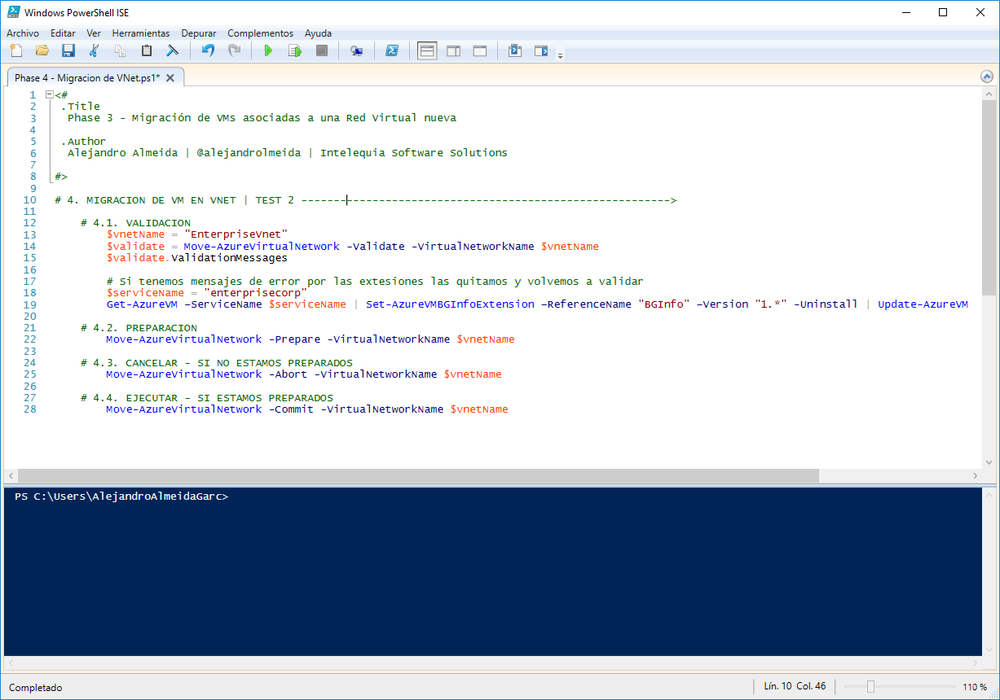 Windows PowerShell ISE
Archivo Editar Ver Herramientas Depurar Complementos Ayuda
Phase 4 - Migracion de VNet.ps1*
1 <#
2 .Title
3 Phase 3 - Migración de VMs asociadas a una Red Virtual nueva
4
5 .Author
6 Alejandro Almeida | @alejandrolmeida | Intelequia Software Solutions
7
8 #>
9
10 # 4. MIGRACION DE VM EN VNET | TEST 2 ---------------------------------------------------------->
11
12 # 4.1. VALIDACION
13 $vnetName = "EnterpriseVnet"
14 $validate = Move-AzureVirtualNetwork -Validate -VirtualNetworkName $vnetName
15 $validate.ValidationMessages
16
17 # Si tenemos mensajes de error por las extesiones las quitamos y volvemos a validar
18 $serviceName = "enterprisecorp"
19 Get-AzureVM –ServiceName $serviceName | Set-AzureVMBGInfoExtension –ReferenceName "BGInfo" –Version "1.*" -Uninstall | Update-AzureVM
20
21 # 4.2. PREPARACION
22 Move-AzureVirtualNetwork -Prepare -VirtualNetworkName $vnetName
23
24 # 4.3. CANCELAR - SI NO ESTAMOS PREPARADOS
25 Move-AzureVirtualNetwork -Abort -VirtualNetworkName $vnetName
26
27 # 4.4. EJECUTAR - SI ESTAMOS PREPARADOS
28 Move-AzureVirtualNetwork -Commit -VirtualNetworkName $vnetName
PS C:\Users\AlejandroAlmeidaGarc>
Completado
Lín. 10 Col. 46
110 %